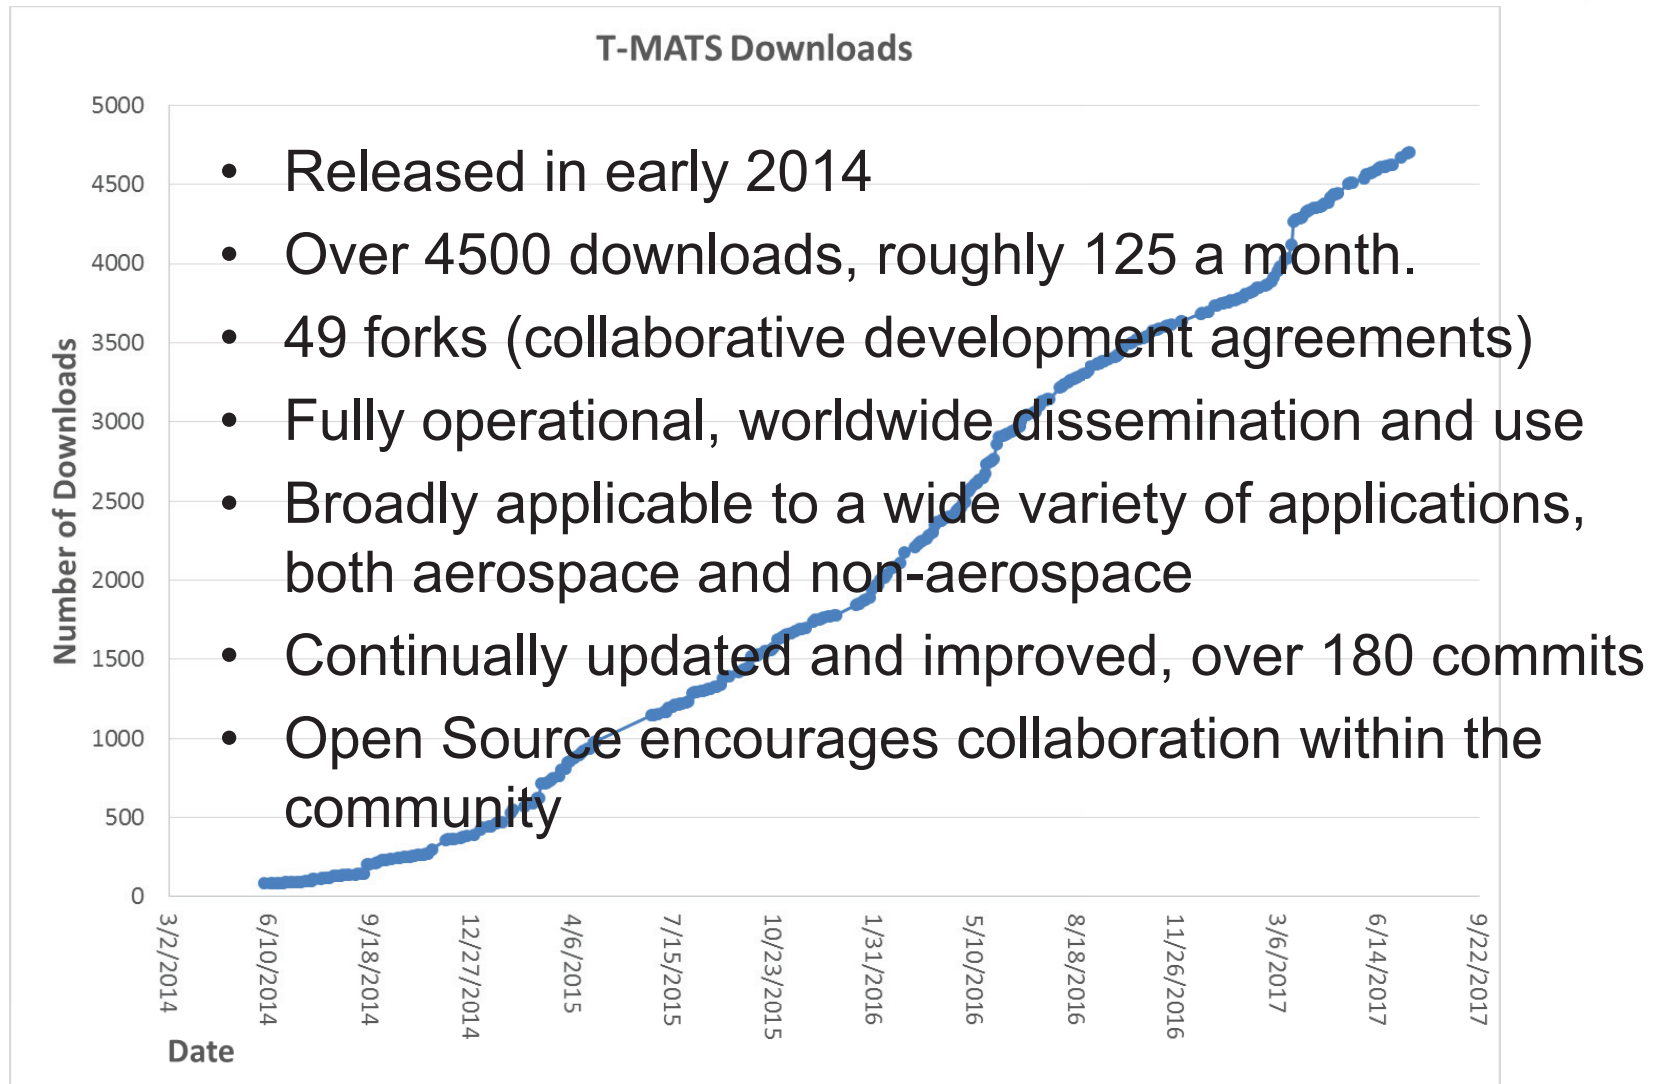 T-MATS Downloads
5000
4500
4000
3500
3000
2500
2000
1500
1000
500
0
Number of Downloads
• Released in early 2014
• Over 4500 downloads, roughly 125 a month.
• 49 forks (collaborative development agreements)
• Fully operational, worldwide dissemination and use
• Broadly applicable to a wide variety of applications,
both aerospace and non-aerospace
• Continually updated and improved, over 180 commits
• Open Source encourages collaboration within the
community
3/2/2014
6/10/2014
9/18/2014
12/27/2014
4/6/2015
7/15/2015
10/23/2015
1/31/2016
5/10/2016
8/18/2016
11/26/2016
3/6/2017
6/14/2017
9/22/2017
Date